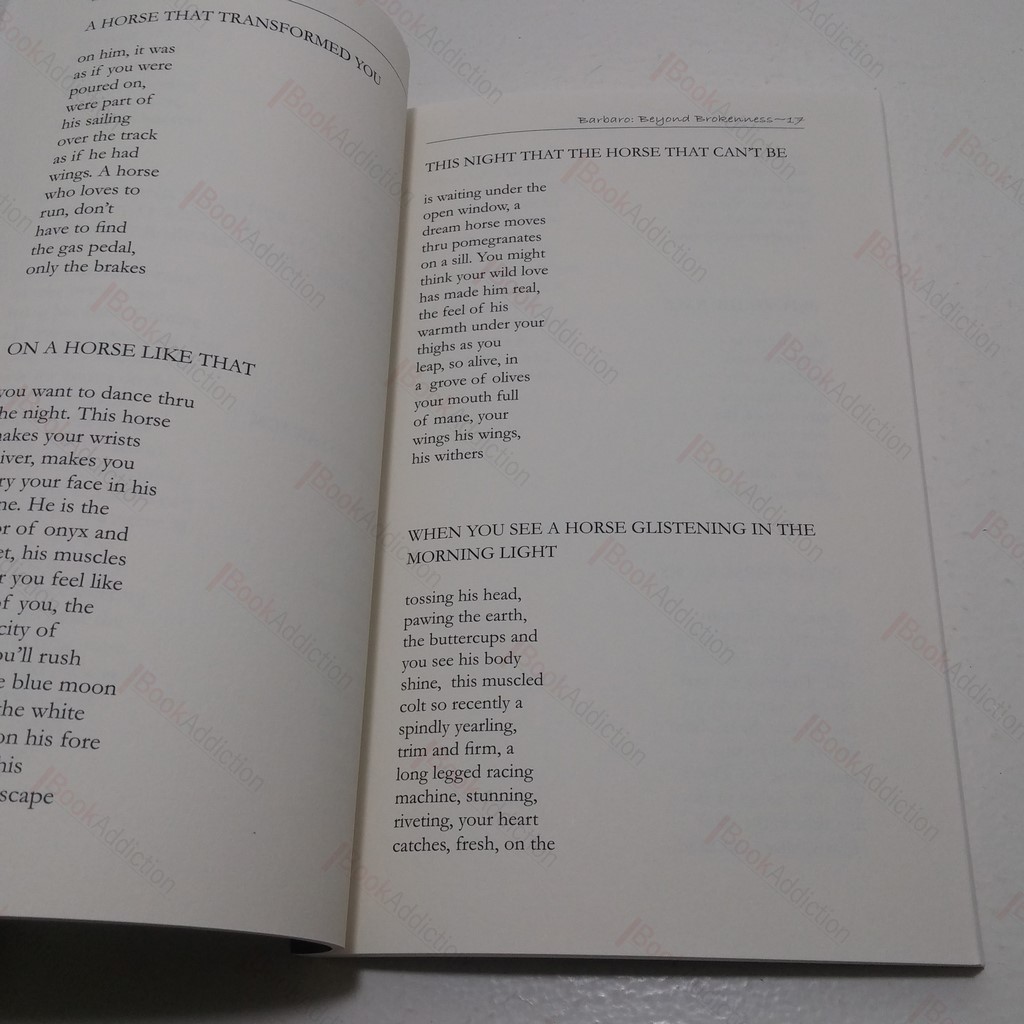 A HORSE THAT TRANSFORMED YOU
on him, it was
as if you were
poured on,
were part of
his sailing
over the track
as if he had
wings. A horse
who loves to
run, don't
have to find
the gas pedal,
only the brakes
ON A HORSE LIKE THAT
you want to dance thru
the night. This horse
makes your wrists
makes you
your face in his
He is the
of onyx and
his muscles
you feel like
of you, the
of
you'll rush
blue moon
the white
on his fore
his
Barbaro: Beyond Brokenness—17
THIS NIGHT THAT THE HORSE THAT CAN'T BE
is waiting under the
open window, a
dream horse moves
thru pomegranates
on a sill. You might
think your wild love
has made him real,
the feel of his
warmth under your
thighs as you
leap, so alive, in
a grove of olives
your mouth full
of mane, your
wings his wings,
his withers
WHEN YOU SEE A HORSE GLISTENING IN THE
MORNING LIGHT
tossing his head,
pawing the earth,
the buttercups and
you see his body
shine, this muscled
colt so recently a
spindly yearling,
trim and firm, a
long legged racing
machine, stunning,
riveting, your heart
catches, fresh, on the
BookAddiction